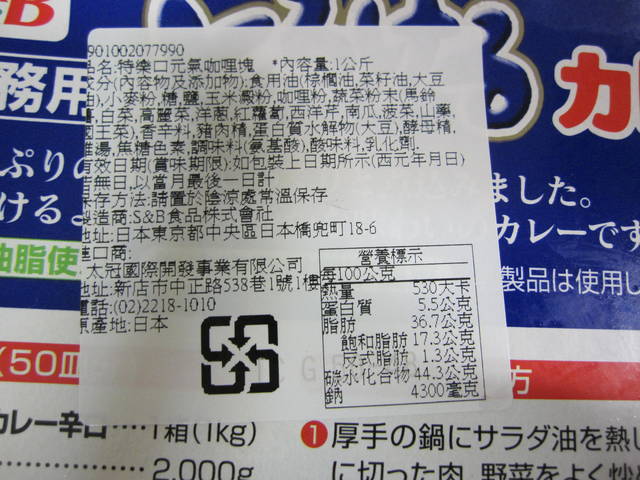 B
務用
カレ
901002077990
品名:特樂口元氣咖哩塊 *內容量:1公斤
成分(內容物及添加物):食用油(棕櫚油,菜籽油,大豆
油)小麥粉,糖,鹽,玉米澱粉,咖哩粉,蔬菜粉末(馬鈴
薯,白菜,高麗菜,洋蔥,紅蘿蔔,西洋芹,南瓜,波菜,山藥,
國王菜),香辛料,豬肉精,蛋白質水解物(大豆),酵母精,
雞湯,焦糖色素,調味料(氨基酸),酸味料,乳化劑.
有效日期(賞味期限):如包裝上日期所示(西元年月日)
若無日,以當月最後一日計
保存方法:請置於陰涼處常溫保存
製造商:S&B食品株式會社
地址:日本東京都中央區日本橋兜町18-6
進口商:
太冠國際開發事業有限公司
地址:新店市中正路538巷1號1樓
電話:(02)2218-1010
原產地:日本
營養標示
每100公克
熱量 530大卡
蛋白質 5.5公克
脂肪 36.7公克
飽和脂肪 17.3公克
反式脂肪 1.3公克
碳水化合物 44.3公克
鈉 4300毫克
ぷりの
ける
ました。
カレーです
油脂使
製品は使用し
(50皿
方
カレー辛口‥‥1箱(1kg)
2,000g
1 厚手の鍋にサラダ油を熱し
に切った肉、野菜をよく炒